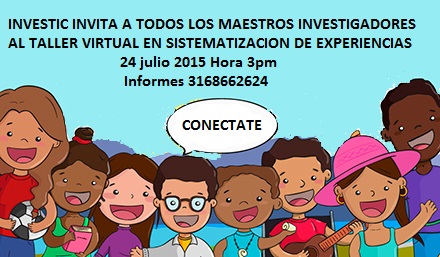 INVESTIC INVITA A TODOS LOS MAESTROS INVESTIGADORES
AL TALLER VIRTUAL EN SISTEMATIZACION DE EXPERIENCIAS
24 julio 2015 Hora 3pm
Informes 3168662624
CONECTATE